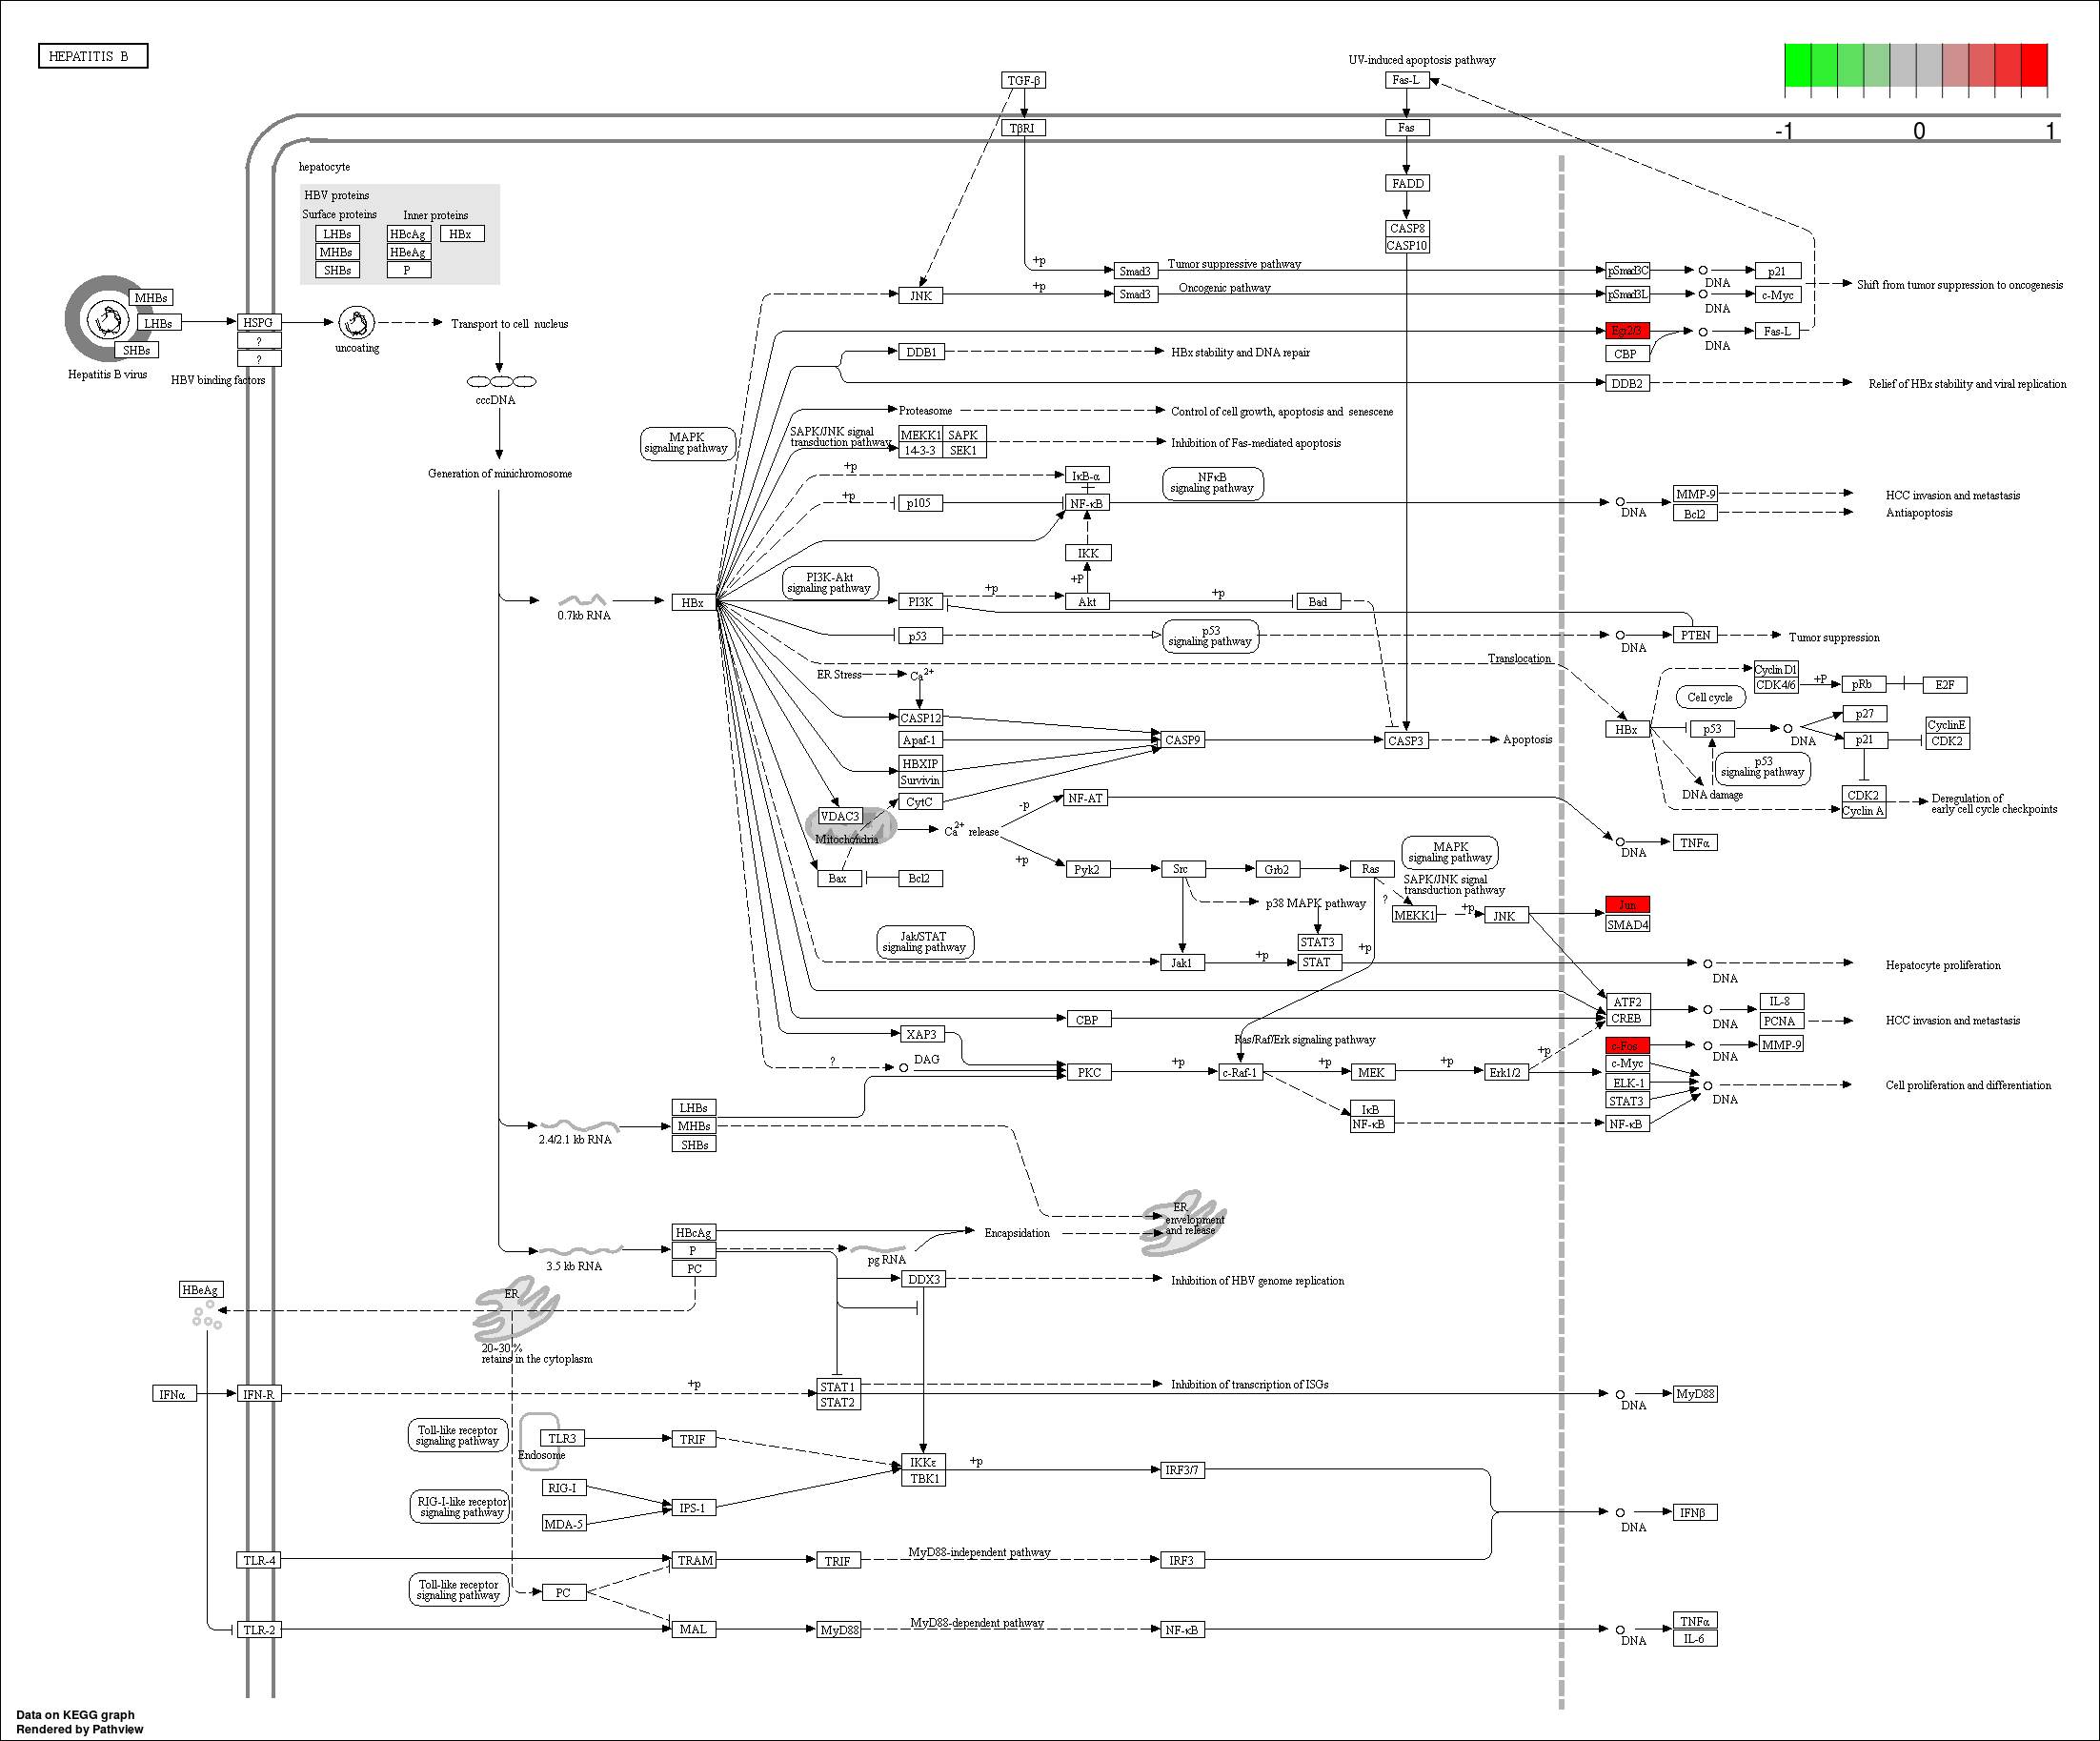 HEPATITIS B
-1 0 1
UV-induced apoptosis pathway
TGF-β
Fas-L
TβRI
Fas
hepatocyte
HBV proteins
Surface proteins
Inner proteins
LHBs
HBcAg
HBx
MHBs
HBeAg
SHBs
P
FADD
CASP8
CASP10
MHBs
LHBs
SHBs
Hepatitis B virus
HSPG
?
?
HBV binding factors
uncoating
Transport to cell nucleus
cccDNA
Generation of minichromosome
+p
Smad3
Tumor suppressive pathway
pSmad3C
DNA
p21
JNK
+p
Smad3
Oncogenic pathway
pSmad3L
DNA
c-Myc
Shift from tumor suppression to oncogenesis
Egr2/3
CBP
DNA
Fas-L
DDB1
HBx stability and DNA repair
DDB2
Relief of HBx stability and viral replication
Proteasome
Control of cell growth, apoptosis and senescene
MAPK
signaling pathway
SAPK/JNK signal
transduction pathway
MEKK1
SAPK
14-3-3
SEK1
Inhibition of Fas-mediated apoptosis
+p
IκB-α
NFκB
signaling pathway
+p
p105
NF-κB
DNA
MMP-9
HCC invasion and metastasis
Bcl2
Antiapoptosis
IKK
+P
PI3K-Akt
signaling pathway
0.7kb RNA
HBx
PI3K
+p
Akt
+p
Bad
p53
p53
signaling pathway
DNA
PTEN
Tumor suppression
Translocation
ER Stress
Ca2+
CASP12
Apaf-1
CASP9
CASP3
Apoptosis
HBXIP
Survivin
CytC
VDAC3
Mitochondria
Ca2+ release
Bax
Bcl2
-p
NF-AT
+p
Pyk2
Src
Grb2
Ras
HBx
Cyclin D1
CDK4/6
+P
pRb
E2F
Cell cycle
p53
DNA
p27
p21
CyclinE
CDK2
p53
signaling pathway
DNA damage
CDK2
Cyclin A
Deregulation of
early cell cycle checkpoints
DNA
TNFα
MAPK
signaling pathway
SAPK/JNK signal
transduction pathway
?
MEKK1
+p
JNK
Jun
SMAD4
p38 MAPK pathway
STAT3
+p
Jak/STAT
signaling pathway
Jak1
+p
STAT
DNA
Hepatocyte proliferation
ATF2
CREB
DNA
IL-8
PCNA
HCC invasion and metastasis
CBP
XAP3
?
DAG
PKC
+p
c-Raf-1
Ras/Raf/Erk signaling pathway
+p
MEK
+p
Erk1/2
+p
c-Fos
DNA
MMP-9
c-Myc
ELK-1
STAT3
NF-κB
DNA
Cell proliferation and differentiation
IκB
NF-κB
2.4/2.1 kb RNA
LHBs
MHBs
SHBs
ER
envelopment
and release
3.5 kb RNA
HBcAg
P
PC
pg RNA
Encapsidation
DDX3
Inhibition of HBV genome replication
HBeAg
ER
20~30%
retains in the cytoplasm
IFNα
IFN-R
+p
STAT1
STAT2
Inhibition of transcription of ISGs
DNA
MyD88
Toll-like receptor
signaling pathway
TLR3
Endosome
TRIF
IKKε
TBK1
+p
IRF3/7
RIG-I-like receptor
signaling pathway
RIG-I
MDA-5
IPS-1
DNA
IFNβ
TLR-4
TRAM
TRIF
MyD88-independent pathway
IRF3
Toll-like receptor
signaling pathway
PC
TLR-2
MAL
MyD88
MyD88-dependent pathway
NF-κB
DNA
TNFα
IL-6
Data on KEGG graph
Rendered by Pathview